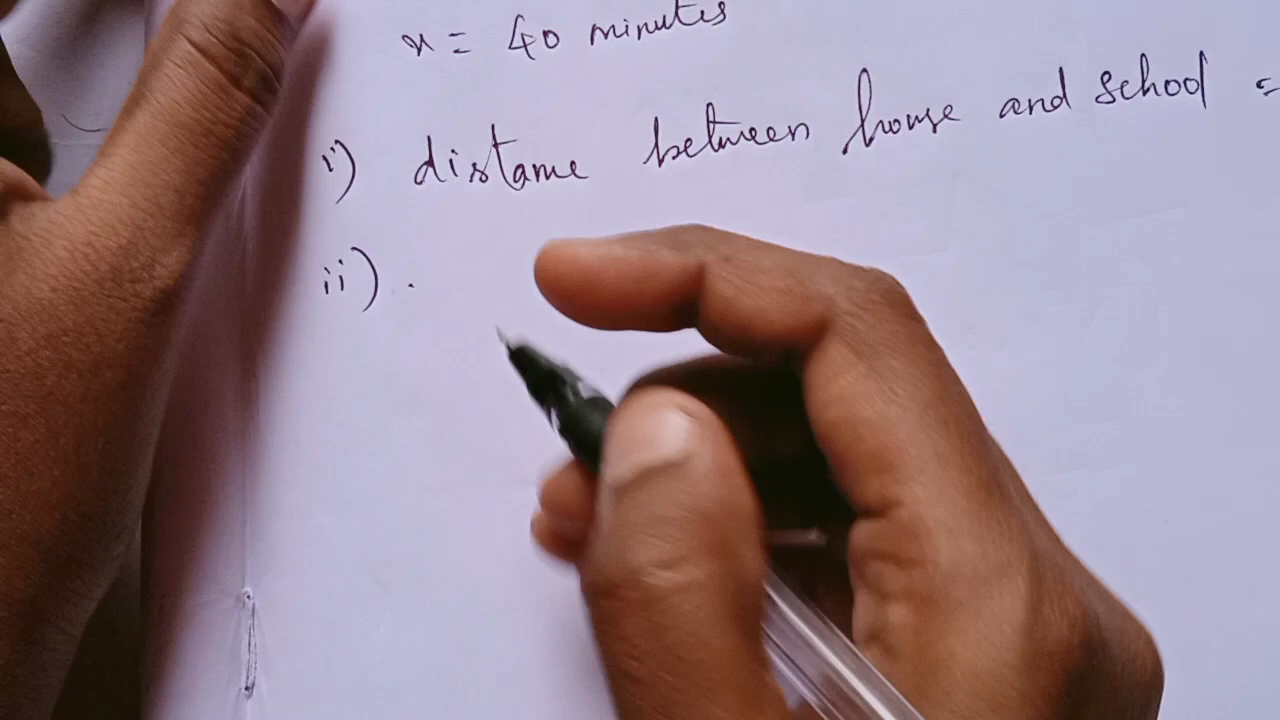 x = 40 minutes
i) distance between house and school =
ii) .